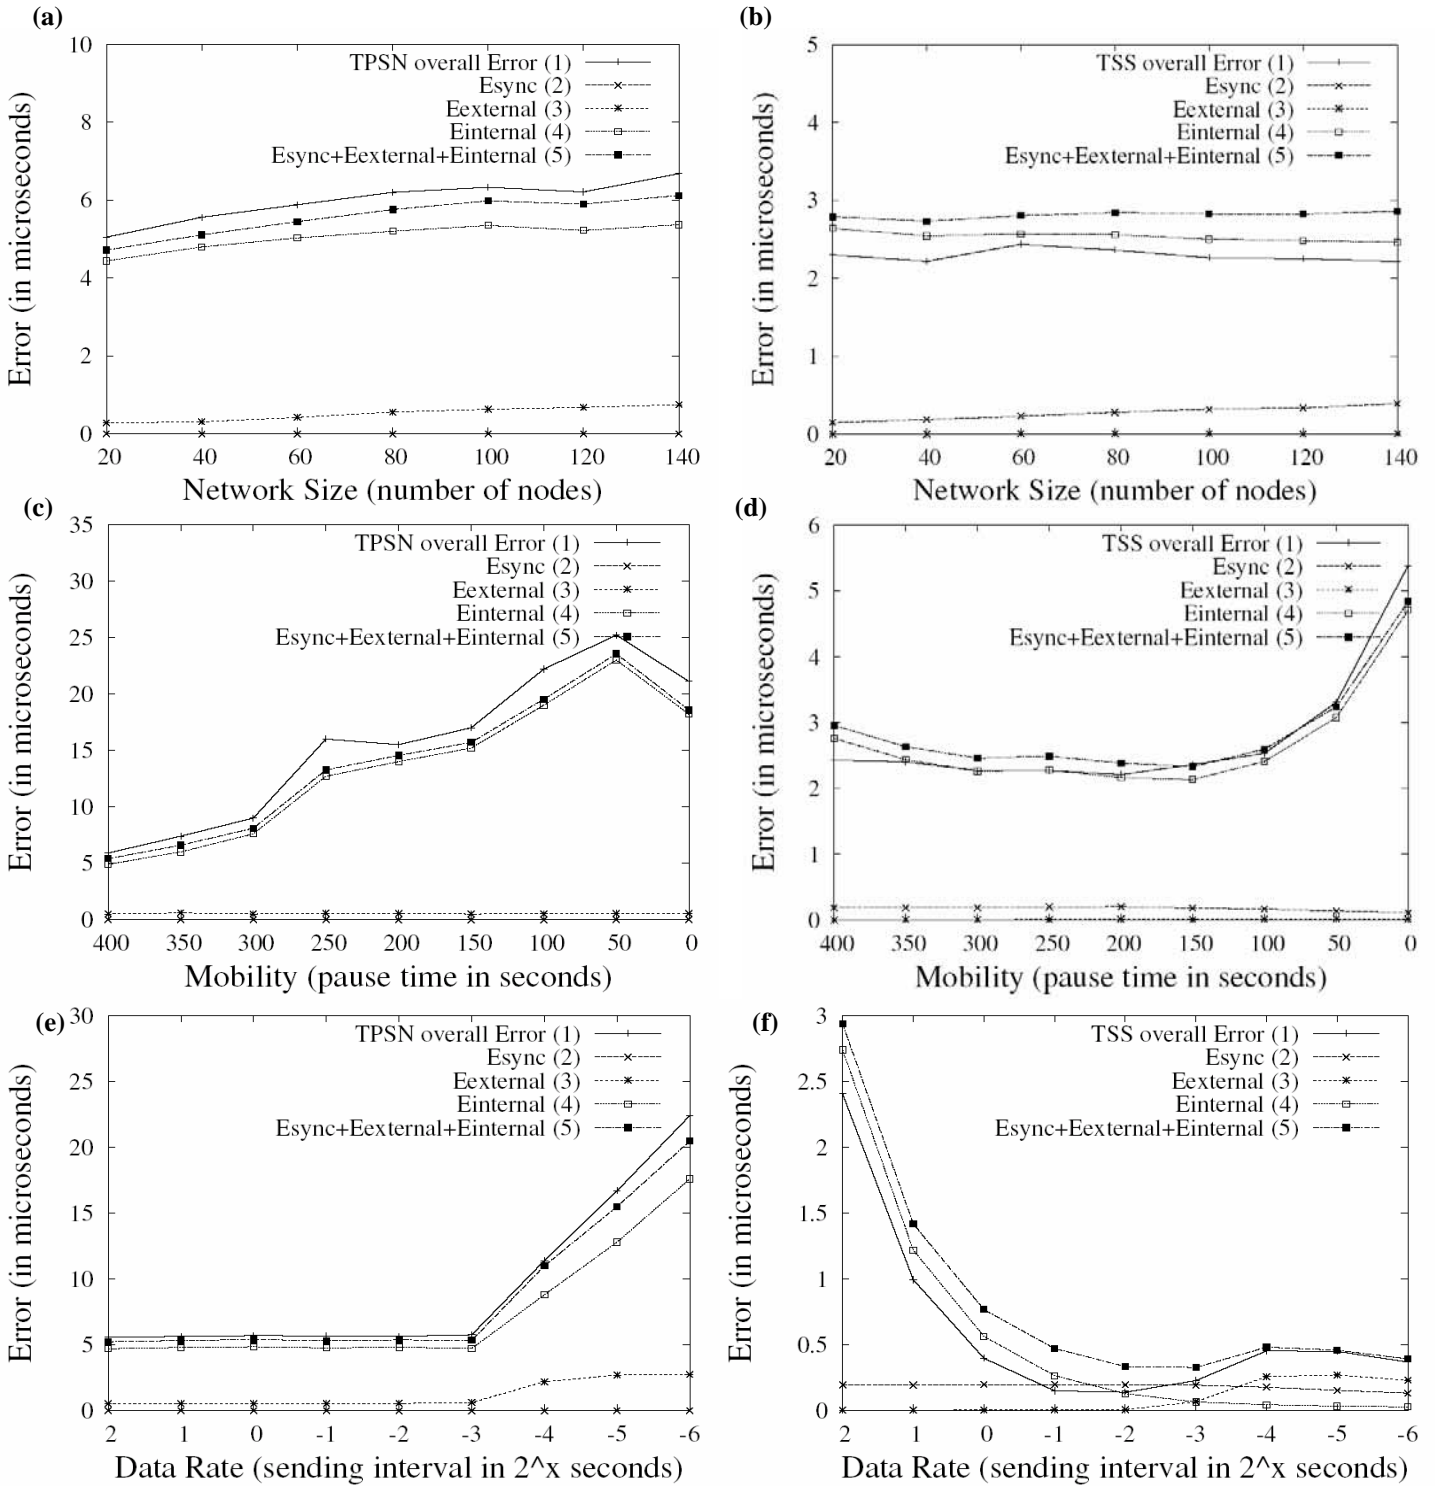 (a)
10
8
6
4
2
0
Error (in microseconds)
TPSN overall Error (1)
Esync (2)
Eexternal (3)
Einternal (4)
Esync+Eexternal+Einternal (5)
20 40 60 80 100 120 140
Network Size (number of nodes)
(b)
5
4
3
2
1
0
Error (in microseconds)
TSS overall Error (1)
Esync (2)
Eexternal (3)
Einternal (4)
Esync+Eexternal+Einternal (5)
20 40 60 80 100 120 140
Network Size (number of nodes)
(c)
35
30
25
20
15
10
5
0
Error (in microseconds)
TPSN overall Error (1)
Esync (2)
Eexternal (3)
Einternal (4)
Esync+Eexternal+Einternal (5)
400 350 300 250 200 150 100 50 0
Mobility (pause time in seconds)
(d)
6
5
4
3
2
1
0
Error (in microseconds)
TSS overall Error (1)
Esync (2)
Eexternal (3)
Einternal (4)
Esync+Eexternal+Einternal (5)
400 350 300 250 200 150 100 50 0
Mobility (pause time in seconds)
(e)
30
25
20
15
10
5
0
Error (in microseconds)
TPSN overall Error (1)
Esync (2)
Eexternal (3)
Einternal (4)
Esync+Eexternal+Einternal (5)
2 1 0 -1 -2 -3 -4 -5 -6
Data Rate (sending interval in 2^x seconds)
(f)
3
2.5
2
1.5
1
0.5
0
Error (in microseconds)
TSS overall Error (1)
Esync (2)
Eexternal (3)
Einternal (4)
Esync+Eexternal+Einternal (5)
2 1 0 -1 -2 -3 -4 -5 -6
Data Rate (sending interval in 2^x seconds)